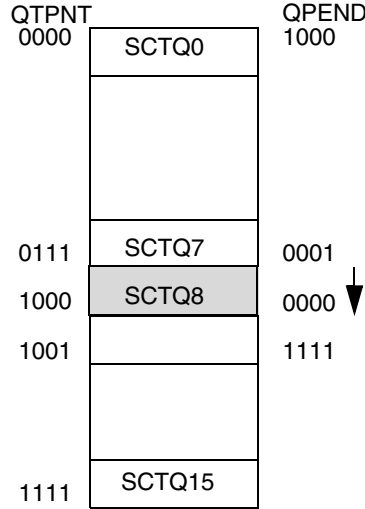 QTPNT QPEND
0000 SCTQ0 1000
0111 SCTQ7 0001
1000 SCTQ8 0000
1001 1111
1111 SCTQ15